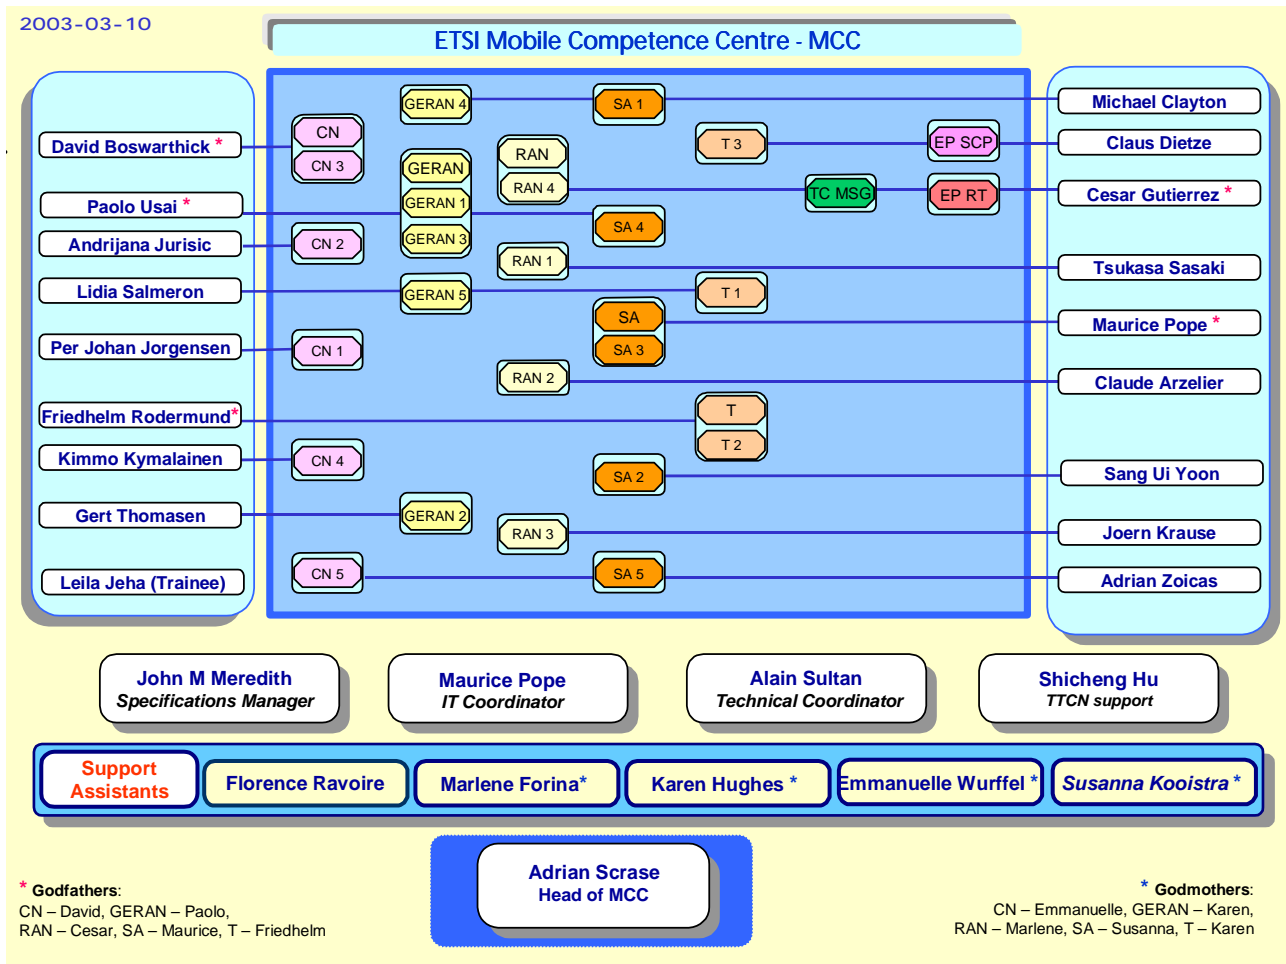 2003-03-10
ETSI Mobile Competence Centre - MCC
David Boswarthick *
Paolo Usai *
Andrijana Jurisic
Lidia Salmeron
Per Johan Jorgensen
Friedhelm Rodermund*
Kimmo Kymalainen
Gert Thomasen
Leila Jeha (Trainee)
CN
CN 3
CN 2
CN 1
CN 4
CN 5
GERAN 4
GERAN
GERAN 1
GERAN 3
GERAN 5
GERAN 2
RAN
RAN 4
RAN 1
RAN 2
RAN 3
SA 1
SA 4
SA
SA 3
SA 2
SA 5
T 3
T 1
T
T 2
TC MSG
EP SCP
EP RT
Michael Clayton
Claus Dietze
Cesar Gutierrez *
Tsukasa Sasaki
Maurice Pope *
Claude Arzelier
Sang Ui Yoon
Joern Krause
Adrian Zoicas
John M Meredith
Specifications Manager
Maurice Pope
IT Coordinator
Alain Sultan
Technical Coordinator
Shicheng Hu
TTCN support
Support
Assistants
Florence Ravoire
Marlene Forina*
Karen Hughes *
Emmanuelle Wurffel *
Susanna Kooistra *
Adrian Scrase
Head of MCC
* Godfathers:
CN – David, GERAN – Paolo,
RAN – Cesar, SA – Maurice, T – Friedhelm
* Godmothers:
CN – Emmanuelle, GERAN – Karen,
RAN – Marlene, SA – Susanna, T – Karen